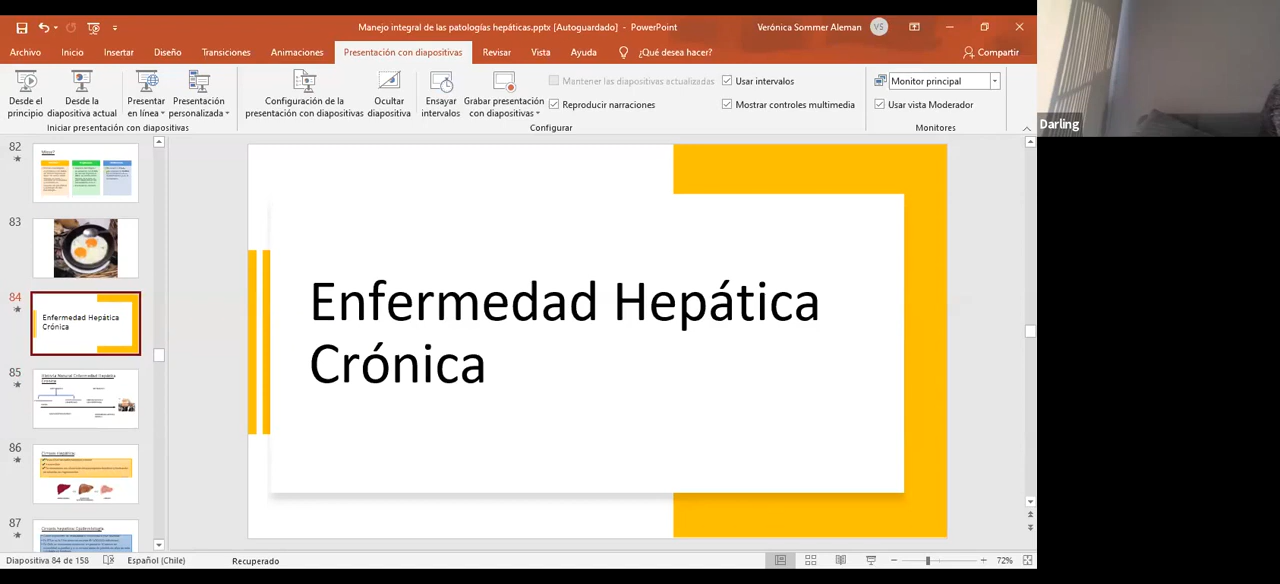 Manejo integral de las patologías hepáticas.pptx [Autoguardado] - PowerPoint
Verónica Sommer Aleman
VS
Archivo Inicio Insertar Diseño Transiciones Animaciones Presentación con diapositivas Revisar Vista Ayuda ¿Qué desea hacer? Compartir
Desde el principio
Desde la diapositiva actual
Presentar en línea
Presentación personalizada
Iniciar presentación con diapositivas
Configuración de la presentación con diapositivas
Ocultar diapositiva
Ensayar intervalos
Grabar presentación con diapositivas
Mantener las diapositivas actualizadas
Reproducir narraciones
Usar intervalos
Mostrar controles multimedia
Configurar
Monitor principal
Usar vista Moderador
Monitores
Darling
82
83
84
Enfermedad Hepática
Crónica
85
86
Cirrosis Hepática
87
Enfermedad Hepática
Crónica
Diapositiva 84 de 158 Español (Chile) Recuperado 72%